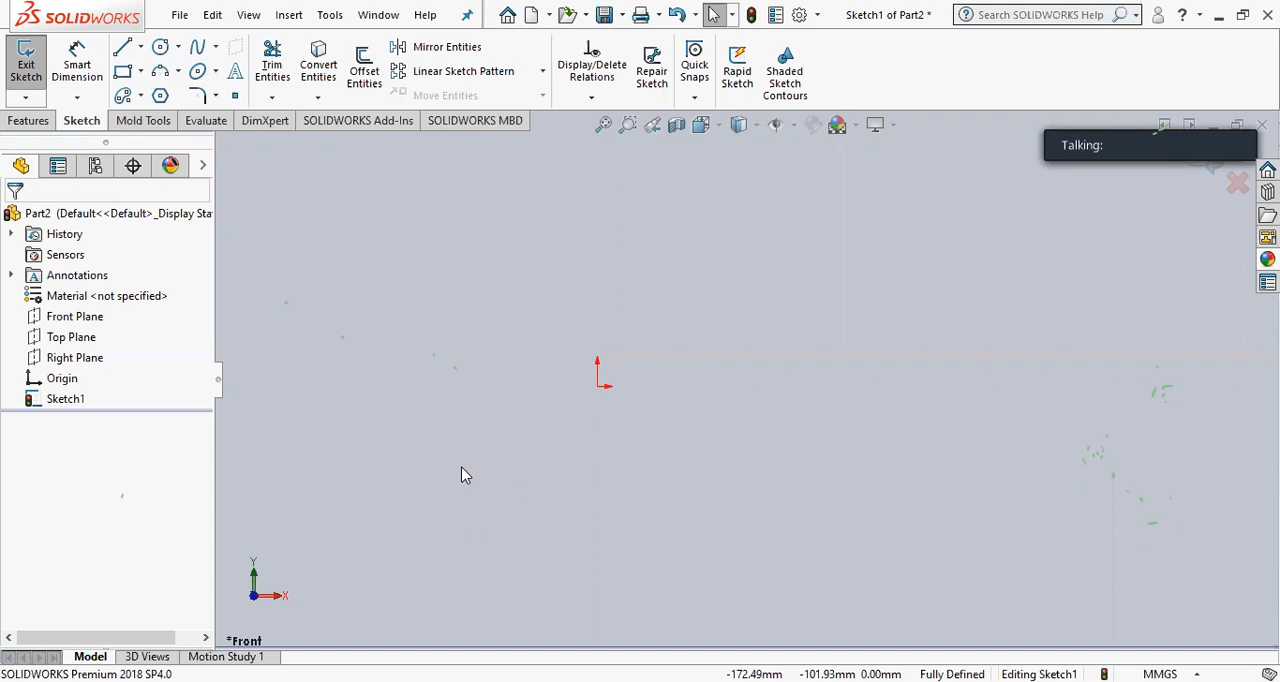 SOLIDWORKS File Edit View Insert Tools Window Help Sketch1 of Part2 * Search SOLIDWORKS Help ?
Exit Sketch
Smart Dimension
Trim Entities
Convert Entities
Offset Entities
Mirror Entities
Linear Sketch Pattern
Move Entities
Display/Delete Relations
Repair Sketch
Quick Snaps
Rapid Sketch
Shaded Sketch Contours
Features Sketch Mold Tools Evaluate DimXpert SOLIDWORKS Add-Ins SOLIDWORKS MBD
Talking:
Part2 (Default<<Default>_Display Sta
History
Sensors
Annotations
Material <not specified>
Front Plane
Top Plane
Right Plane
Origin
Sketch1
Y
X
*Front
Model 3D Views Motion Study 1
SOLIDWORKS Premium 2018 SP4.0 -172.49mm -101.93mm 0.00mm Fully Defined Editing Sketch1 MMGS